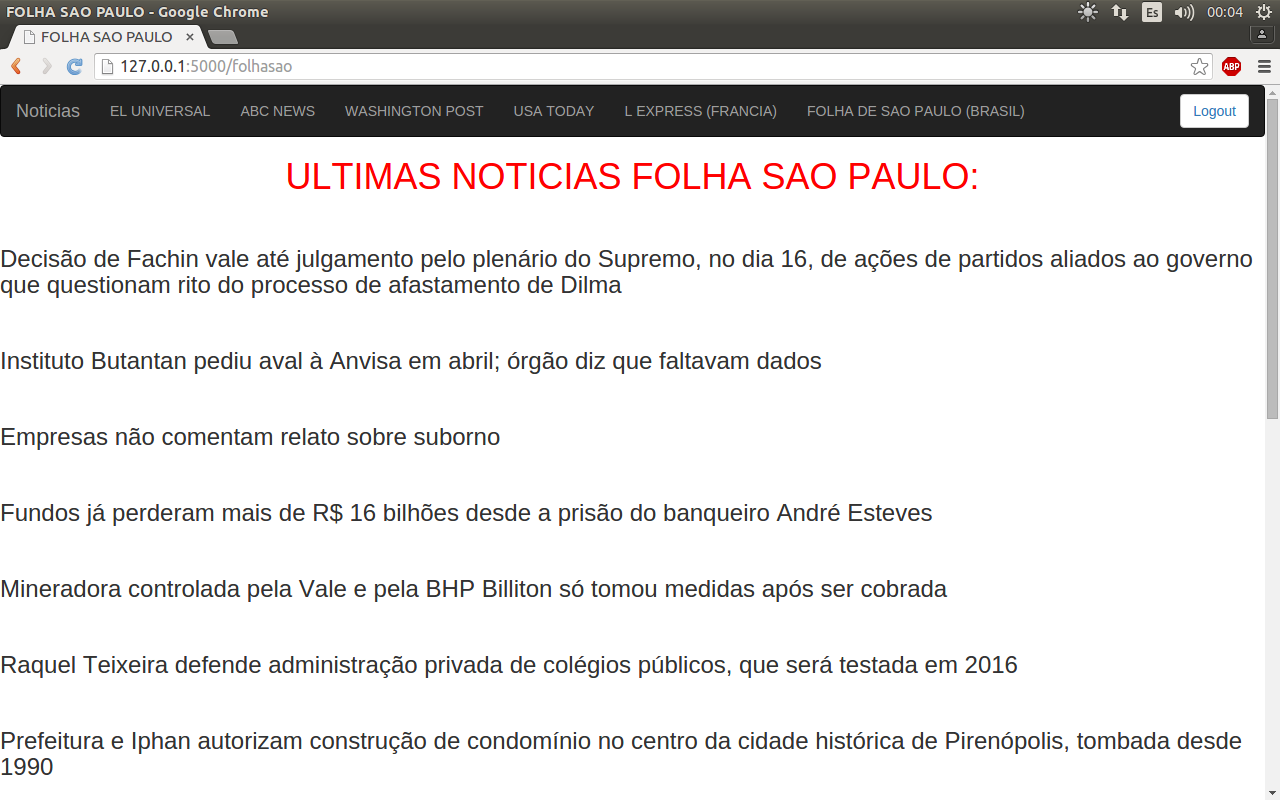 FOLHA SAO PAULO - Google Chrome
Es
00:04
FOLHA SAO PAULO ×
127.0.0.1:5000/folhasao
ABP
Noticias EL UNIVERSAL ABC NEWS WASHINGTON POST USA TODAY L EXPRESS (FRANCIA) FOLHA DE SAO PAULO (BRASIL) Logout
ULTIMAS NOTICIAS FOLHA SAO PAULO:
Decisão de Fachin vale até julgamento pelo plenário do Supremo, no dia 16, de ações de partidos aliados ao governo
que questionam rito do processo de afastamento de Dilma
Instituto Butantan pediu aval à Anvisa em abril; órgão diz que faltavam dados
Empresas não comentam relato sobre suborno
Fundos já perderam mais de R$ 16 bilhões desde a prisão do banqueiro André Esteves
Mineradora controlada pela Vale e pela BHP Billiton só tomou medidas após ser cobrada
Raquel Teixeira defende administração privada de colégios públicos, que será testada em 2016
Prefeitura e Iphan autorizam construção de condomínio no centro da cidade histórica de Pirenópolis, tombada desde
1990